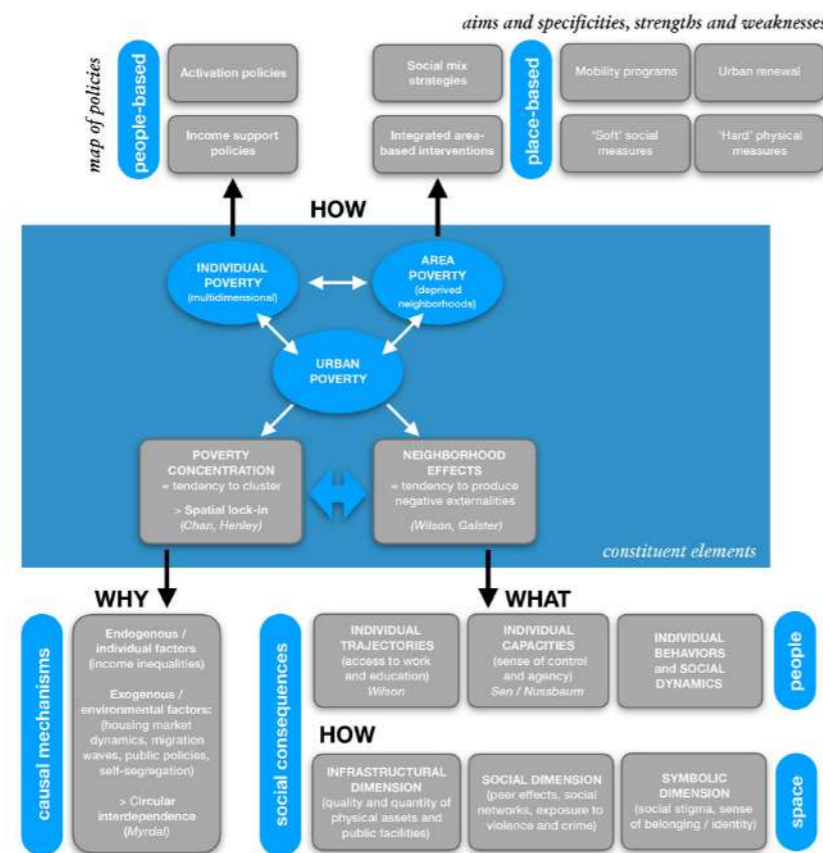 aims and specificities, strengths and weaknesses
map of policies
people-based
Activation policies
Income support
policies
Social mix
strategies
Integrated area-
based interventions
place-based
Mobility programs
Urban renewal
'Soft' social
measures
'Hard' physical
measures
HOW
INDIVIDUAL
POVERTY
(multidimensional)
AREA
POVERTY
(deprived
neighborhoods)
URBAN
POVERTY
POVERTY
CONCENTRATION
= tendency to cluster
> Spatial lock-in
(Chan, Henley)
NEIGHBORHOOD
EFFECTS
= tendency to produce
negative externalities
(Wilson, Galster)
constituent elements
WHY
WHAT
causal mechanisms
Endogenous /
individual factors
(income inequalities)
Exogenous /
environmental factors:
(housing market
dynamics, migration
waves, public policies,
self-segregation)
> Circular
interdependence
(Myrdal)
social consequences
INDIVIDUAL
TRAJECTORIES
(access to work
and education)
Wilson
INDIVIDUAL
CAPACITIES
(sense of control
and agency)
Sen / Nussbaum
INDIVIDUAL
BEHAVIORS
and SOCIAL
DYNAMICS
people
HOW
INFRASTRUCTURAL
DIMENSION
(quality and quantity of
physical assets and
public facilities)
SOCIAL DIMENSION
(peer effects, social
networks, exposure to
violence and crime)
SYMBOLIC
DIMENSION
(social stigma, sense
of belonging / identity)
space